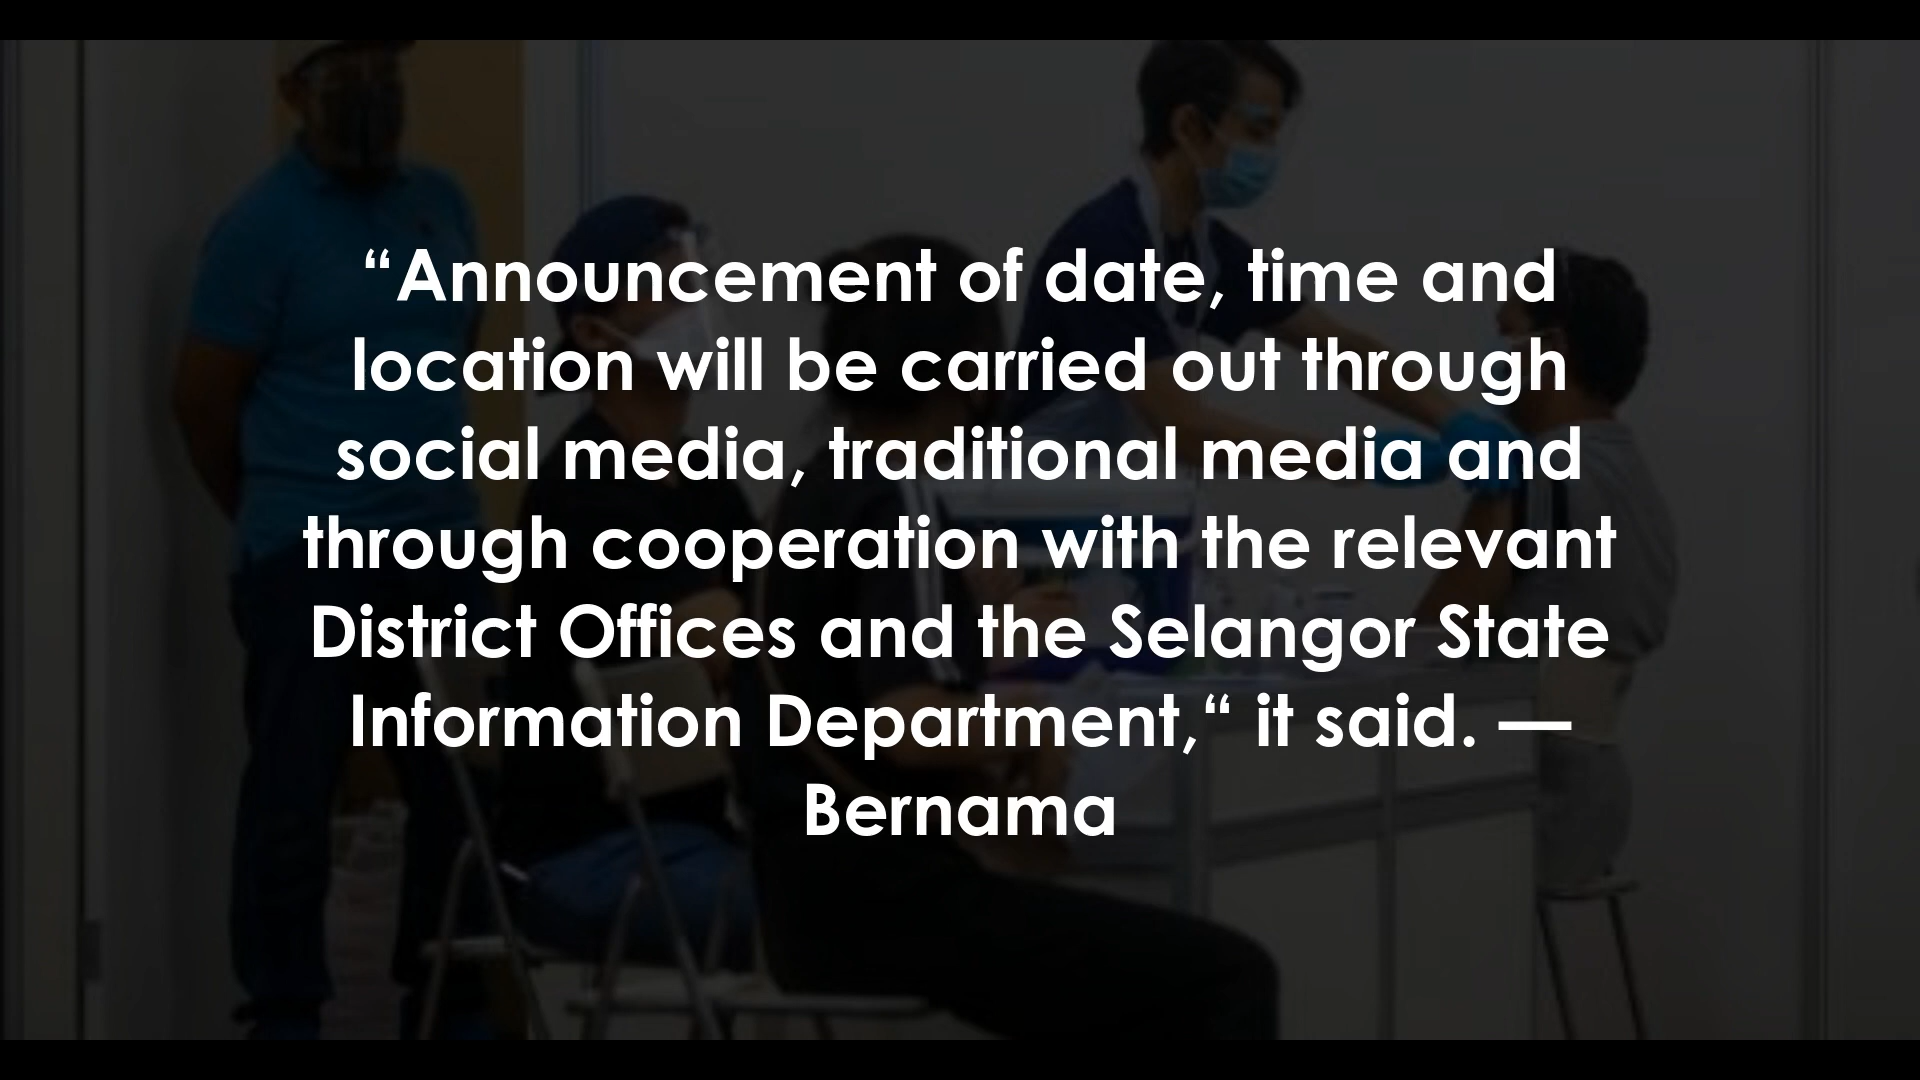 “Announcement of date, time and
location will be carried out through
social media, traditional media and
through cooperation with the relevant
District Offices and the Selangor State
Information Department,“ it said. —
Bernama